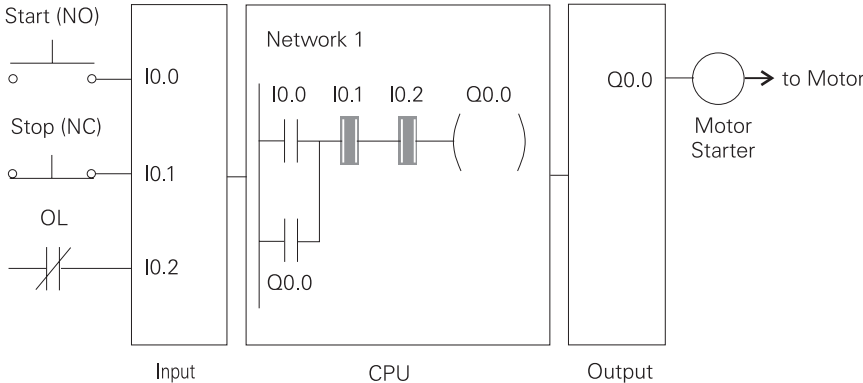 Start (NO)
I0.0
Stop (NC)
I0.1
OL
I0.2
Input
Network 1
I0.0 I0.1 I0.2 Q0.0
Q0.0
CPU
Q0.0
Output
to Motor
Motor
Starter